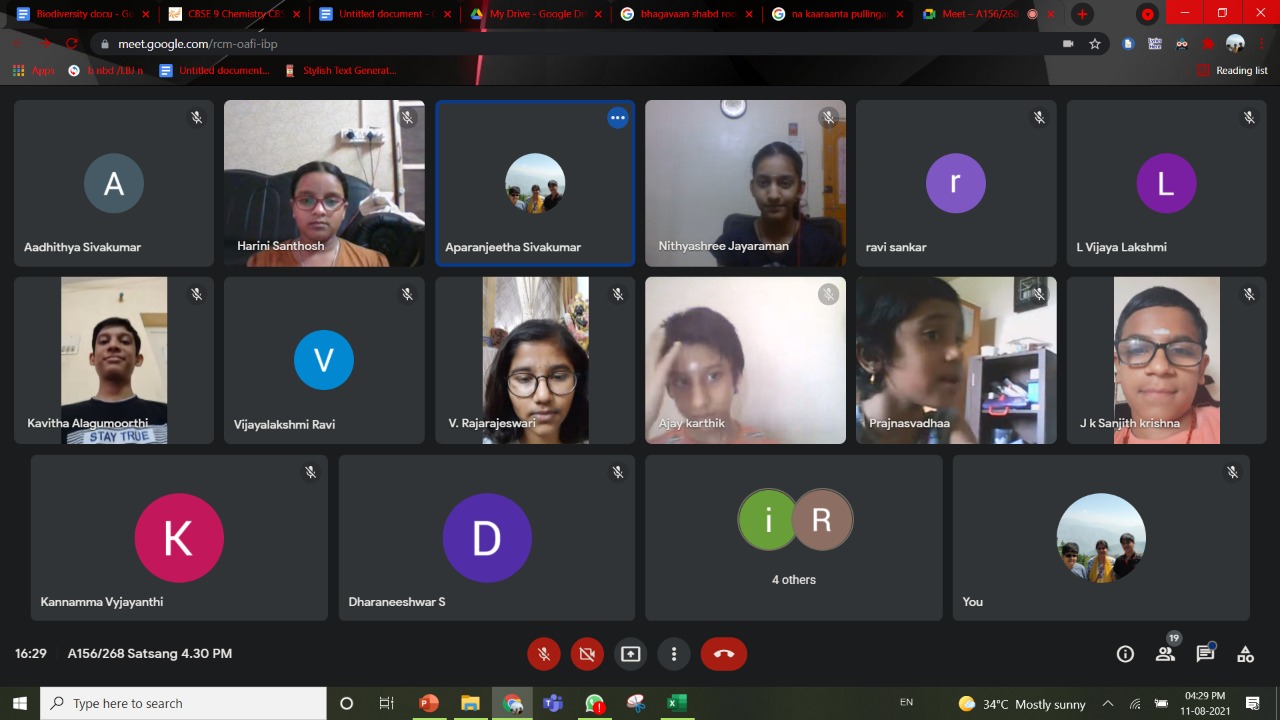 Biodiversity docu - Go
CBSE 9 Chemistry CBS
Untitled document - G
My Drive - Google Dri
bhagavaan shabd roo
na kaaraanta pullinga
Meet – A156/268
meet.google.com/rcm-oafi-ibp
Apps
Untitled document...
Stylish Text Generat...
Reading list
A
Aadhithya Sivakumar
Harini Santhosh
Aparanjeetha Sivakumar
Nithyashree Jayaraman
r
ravi sankar
L
L Vijaya Lakshmi
Kavitha Alagumoorthi
STAY TRUE
V
Vijayalakshmi Ravi
V. Rajarajeswari
Ajay karthik
Prajnasvadhaa
J k Sanjith krishna
K
Kannamma Vyjayanthi
D
Dharaneeshwar S
i R
4 others
You
16:29 A156/268 Satsang 4.30 PM
19
Type here to search
EN
34°C Mostly sunny
04:29 PM
11-08-2021